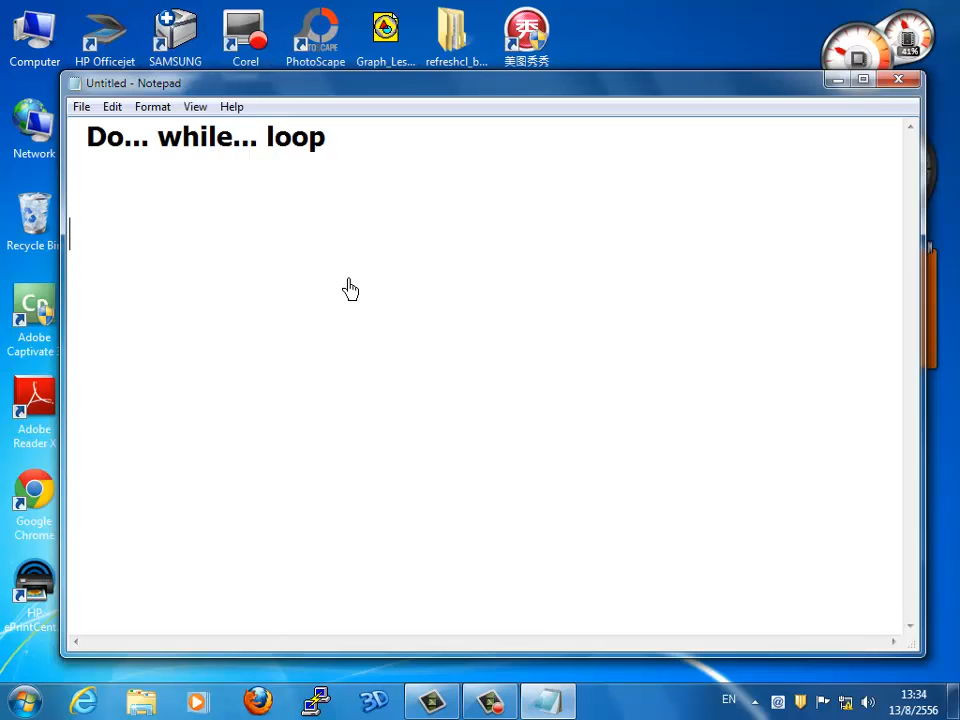 Computer
HP Officejet
SAMSUNG
Corel
PhotoScape
Graph_Les...
refreshcl_b...
美图秀秀
41%
Untitled - Notepad
File Edit Format View Help
Do... while... loop
Network
Recycle Bin
Adobe
Captivate
Adobe
Reader X
Google
Chrome
HP
ePrintCent
EN
13:34
13/8/2556